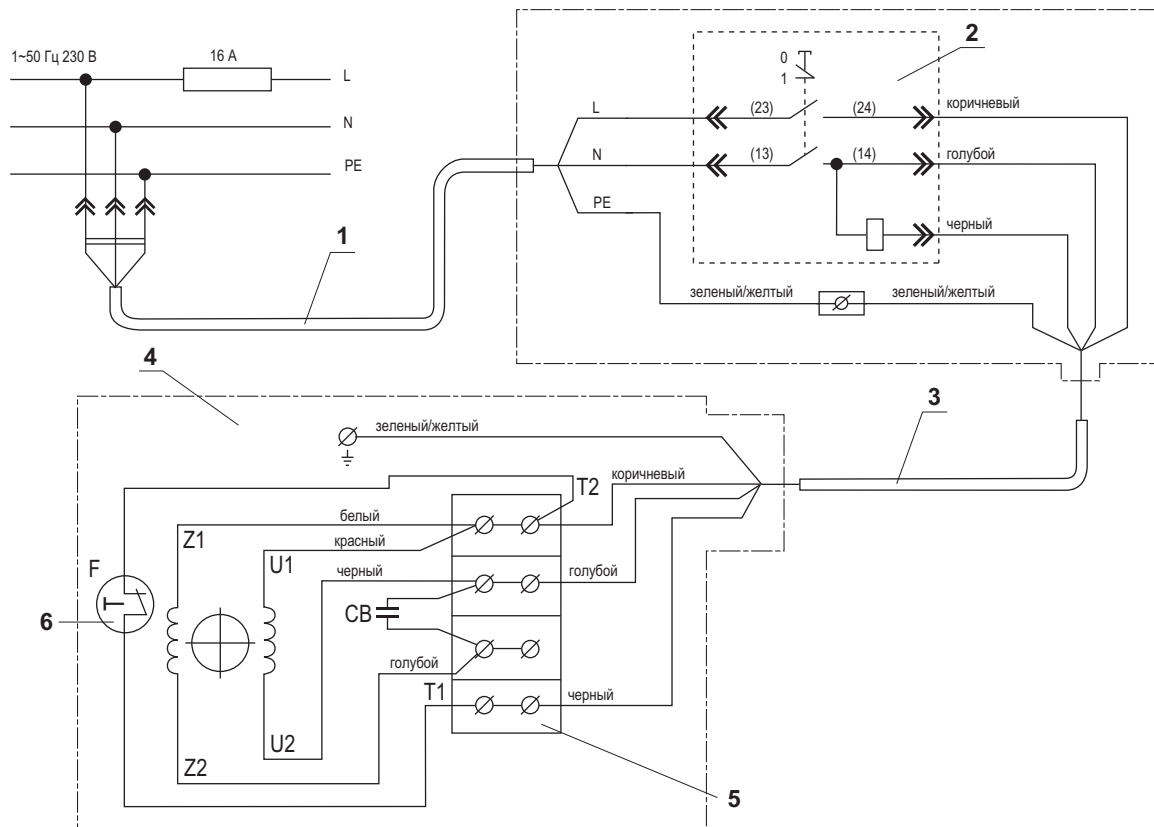 1~50 Гц 230 В
16 А
L
N
PE
1
2
0
1
L
(23)
(24)
коричневый
N
(13)
(14)
голубой
PE
черный
зеленый/желтый
зеленый/желтый
4
3
зеленый/желтый
T2
коричневый
белый
Z1
красный
U1
F
черный
голубой
6
CB
голубой
T1
черный
U2
Z2
5